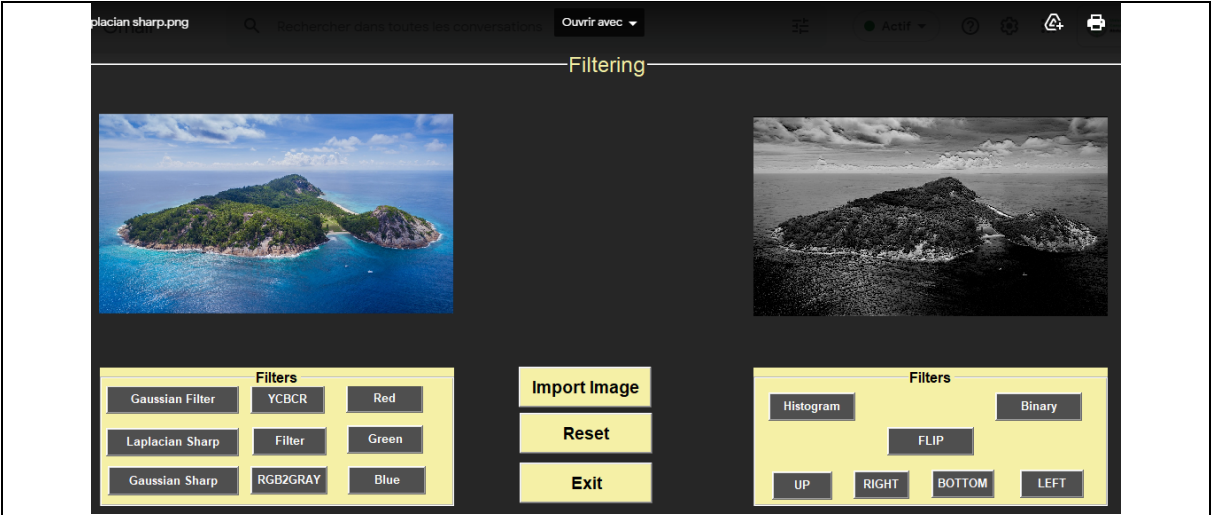 placian sharp.png
Gmail
Rechercher dans toutes les conversations
Ouvrir avec
Actif
Filtering
Filters
Gaussian Filter YCBCR Red
Laplacian Sharp Filter Green
Gaussian Sharp RGB2GRAY Blue
Import Image
Reset
Exit
Filters
Histogram Binary
FLIP
UP RIGHT BOTTOM LEFT